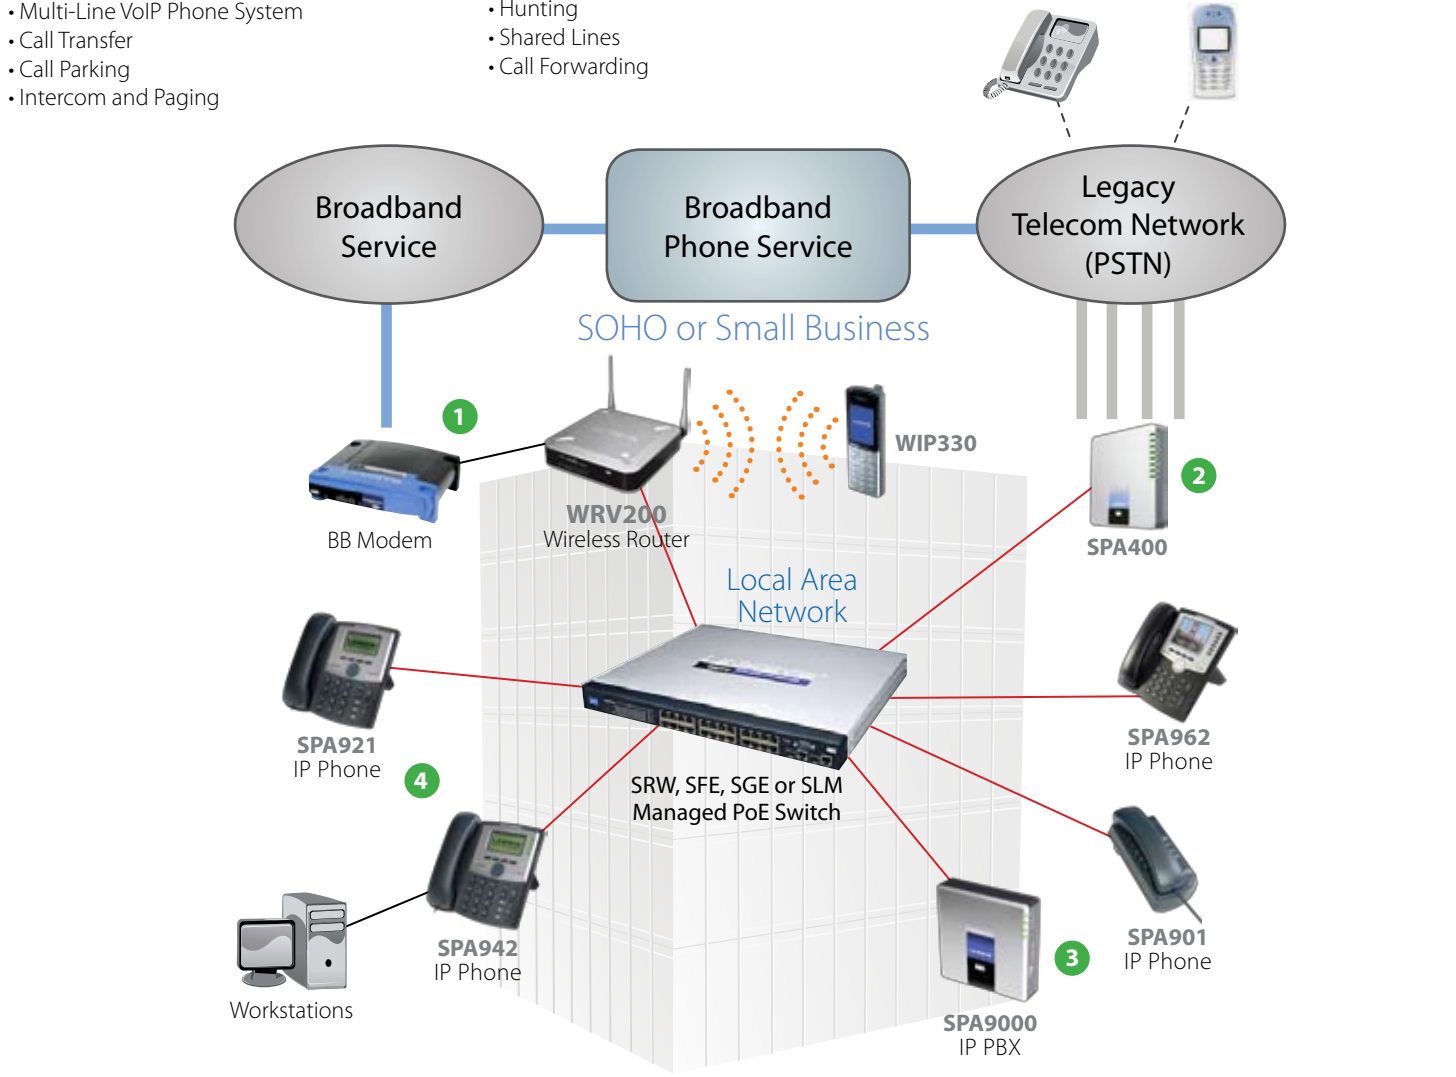 • Multi-Line VoIP Phone System
• Call Transfer
• Call Parking
• Intercom and Paging
• Hunting
• Shared Lines
• Call Forwarding
Broadband
Service
Broadband
Phone Service
Legacy
Telecom Network
(PSTN)
SOHO or Small Business
1
BB Modem
WRV200
Wireless Router
WIP330
2
SPA400
Local Area
Network
SPA921
IP Phone
4
SRW, SFE, SGE or SLM
Managed PoE Switch
SPA962
IP Phone
SPA942
IP Phone
Workstations
3
SPA9000
IP PBX
SPA901
IP Phone